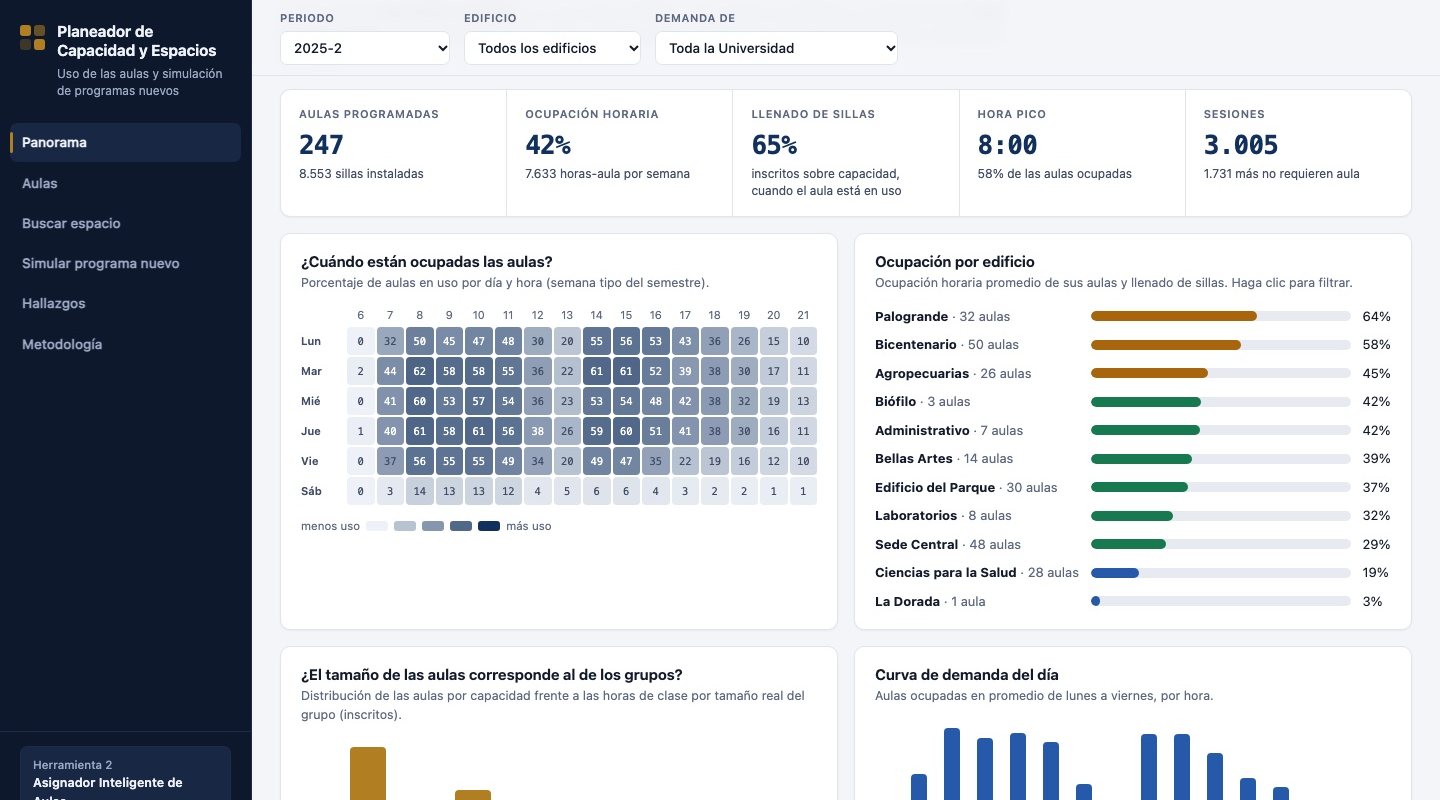 Planeador de
Capacidad y Espacios
Uso de las aulas y simulación
de programas nuevos
Panorama
Aulas
Buscar espacio
Simular programa nuevo
Hallazgos
Metodología
Herramienta 2
Asignador Inteligente de
Aulas
PERIODO EDIFICIO DEMANDA DE
2025-2 Todos los edificios Toda la Universidad
AULAS PROGRAMADAS
247
8.553 sillas instaladas
OCUPACIÓN HORARIA
42%
7.633 horas-aula por semana
LLENADO DE SILLAS
65%
inscritos sobre capacidad,
cuando el aula está en uso
HORA PICO
8:00
58% de las aulas ocupadas
SESIONES
3.005
1.731 más no requieren aula
¿Cuándo están ocupadas las aulas?
Porcentaje de aulas en uso por día y hora (semana tipo del semestre).
6 7 8 9 10 11 12 13 14 15 16 17 18 19 20 21
Lun 0 32 50 45 47 48 30 20 55 56 53 43 36 26 15 10
Mar 2 44 62 58 58 55 36 22 61 61 52 39 38 30 17 11
Mié 0 41 60 53 57 54 36 23 53 54 48 42 38 32 19 13
Jue 1 40 61 58 61 56 38 26 59 60 51 41 38 30 16 11
Vie 0 37 56 55 55 49 34 20 49 47 35 22 19 16 12 10
Sáb 0 3 14 13 13 12 4 5 6 6 4 3 2 2 1 1
menos uso más uso
Ocupación por edificio
Ocupación horaria promedio de sus aulas y llenado de sillas. Haga clic para filtrar.
Palogrande · 32 aulas 64%
Bicentenario · 50 aulas 58%
Agropecuarias · 26 aulas 45%
Biófilo · 3 aulas 42%
Administrativo · 7 aulas 42%
Bellas Artes · 14 aulas 39%
Edificio del Parque · 30 aulas 37%
Laboratorios · 8 aulas 32%
Sede Central · 48 aulas 29%
Ciencias para la Salud · 28 aulas 19%
La Dorada · 1 aula 3%
¿El tamaño de las aulas corresponde al de los grupos?
Distribución de las aulas por capacidad frente a las horas de clase por tamaño real del
grupo (inscritos).
Curva de demanda del día
Aulas ocupadas en promedio de lunes a viernes, por hora.